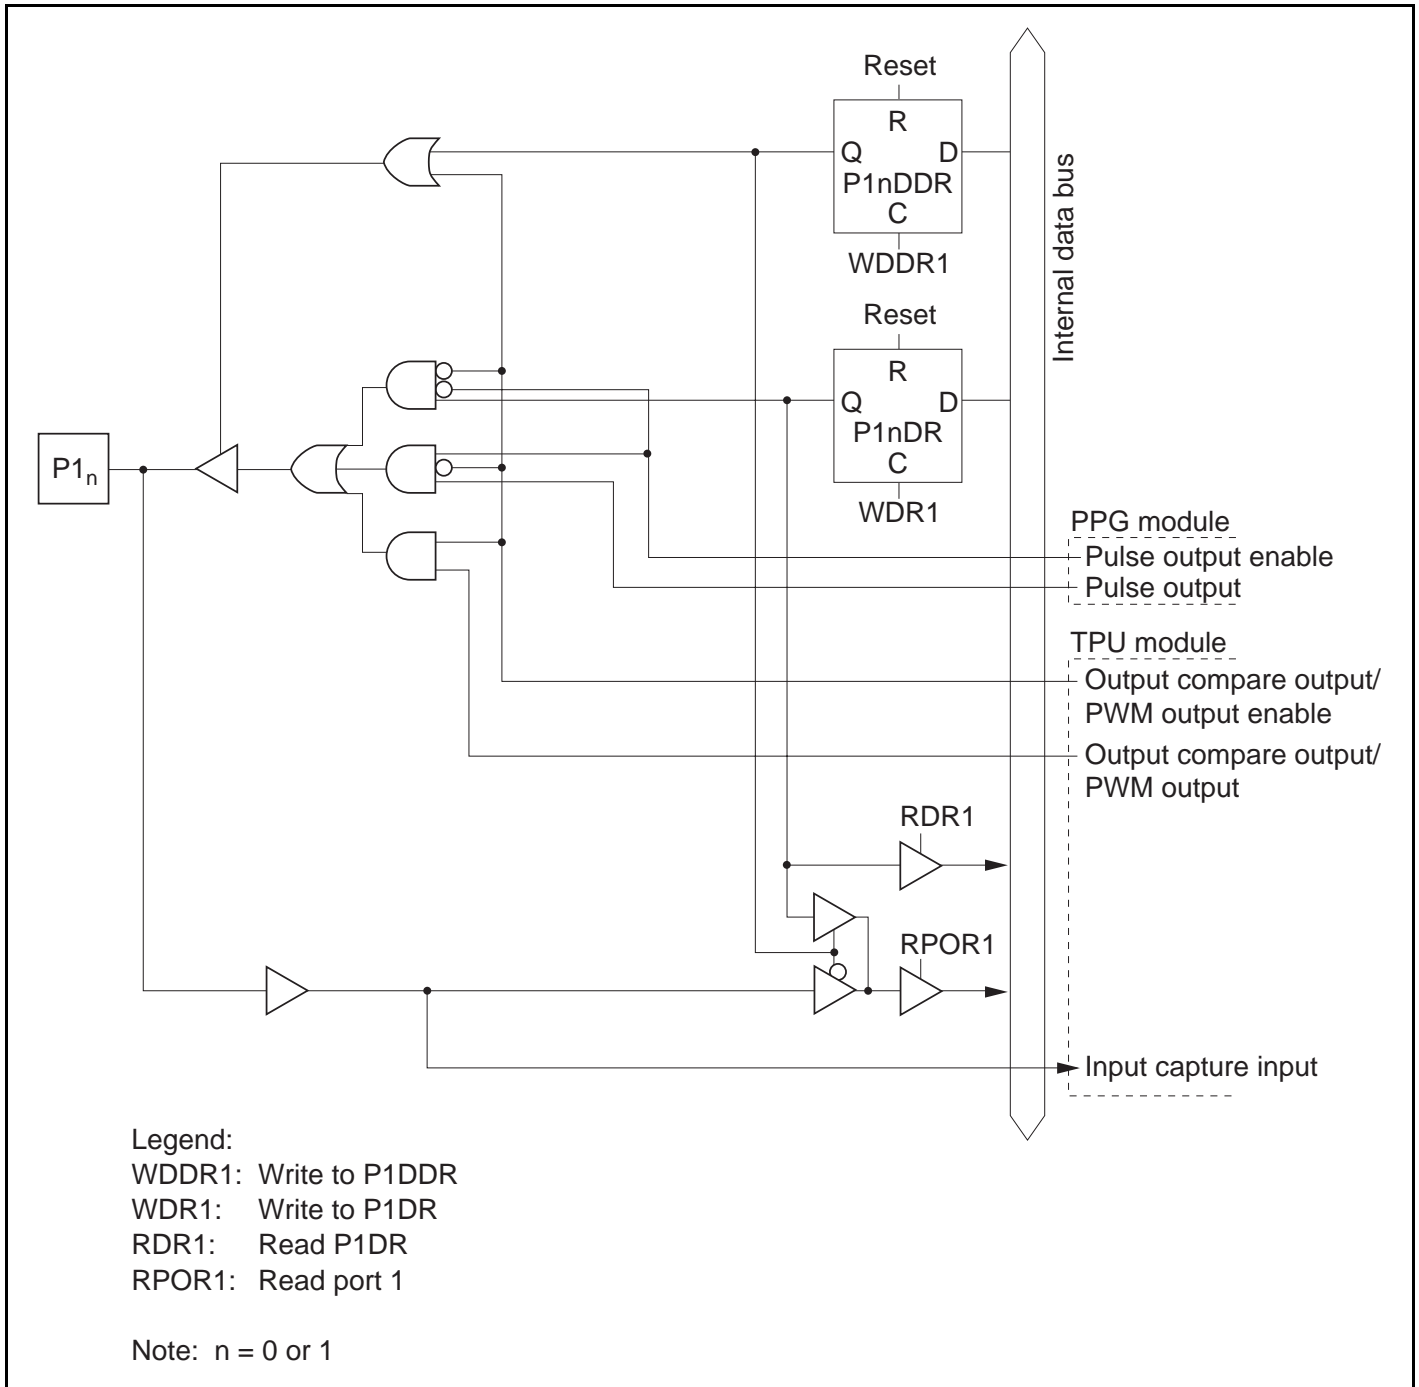 Reset
R
Q D
P1nDDR
C
WDDR1
Internal data bus
Reset
R
Q D
P1nDR
C
WDR1
P1n
PPG module
Pulse output enable
Pulse output
TPU module
Output compare output/
PWM output enable
Output compare output/
PWM output
RDR1
RPOR1
Input capture input
Legend:
WDDR1: Write to P1DDR
WDR1: Write to P1DR
RDR1: Read P1DR
RPOR1: Read port 1
Note: n = 0 or 1